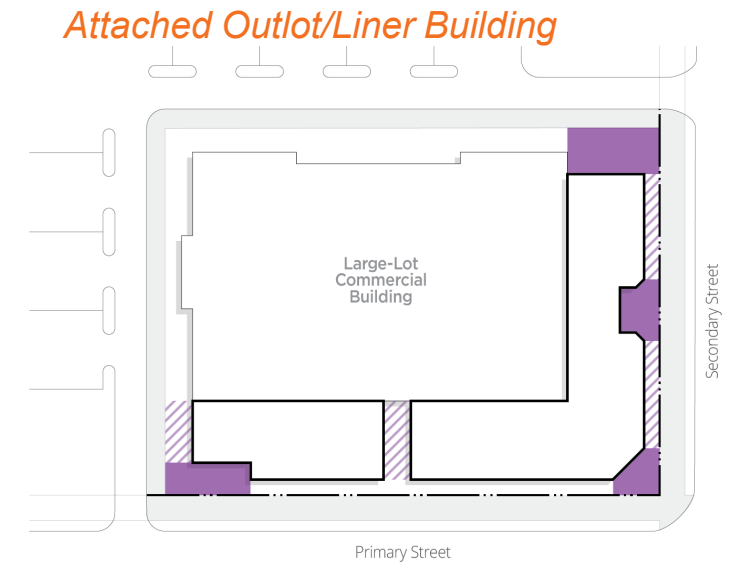 Attached Outlot/Liner Building
Large-Lot
Commercial
Building
Secondary Street
Primary Street